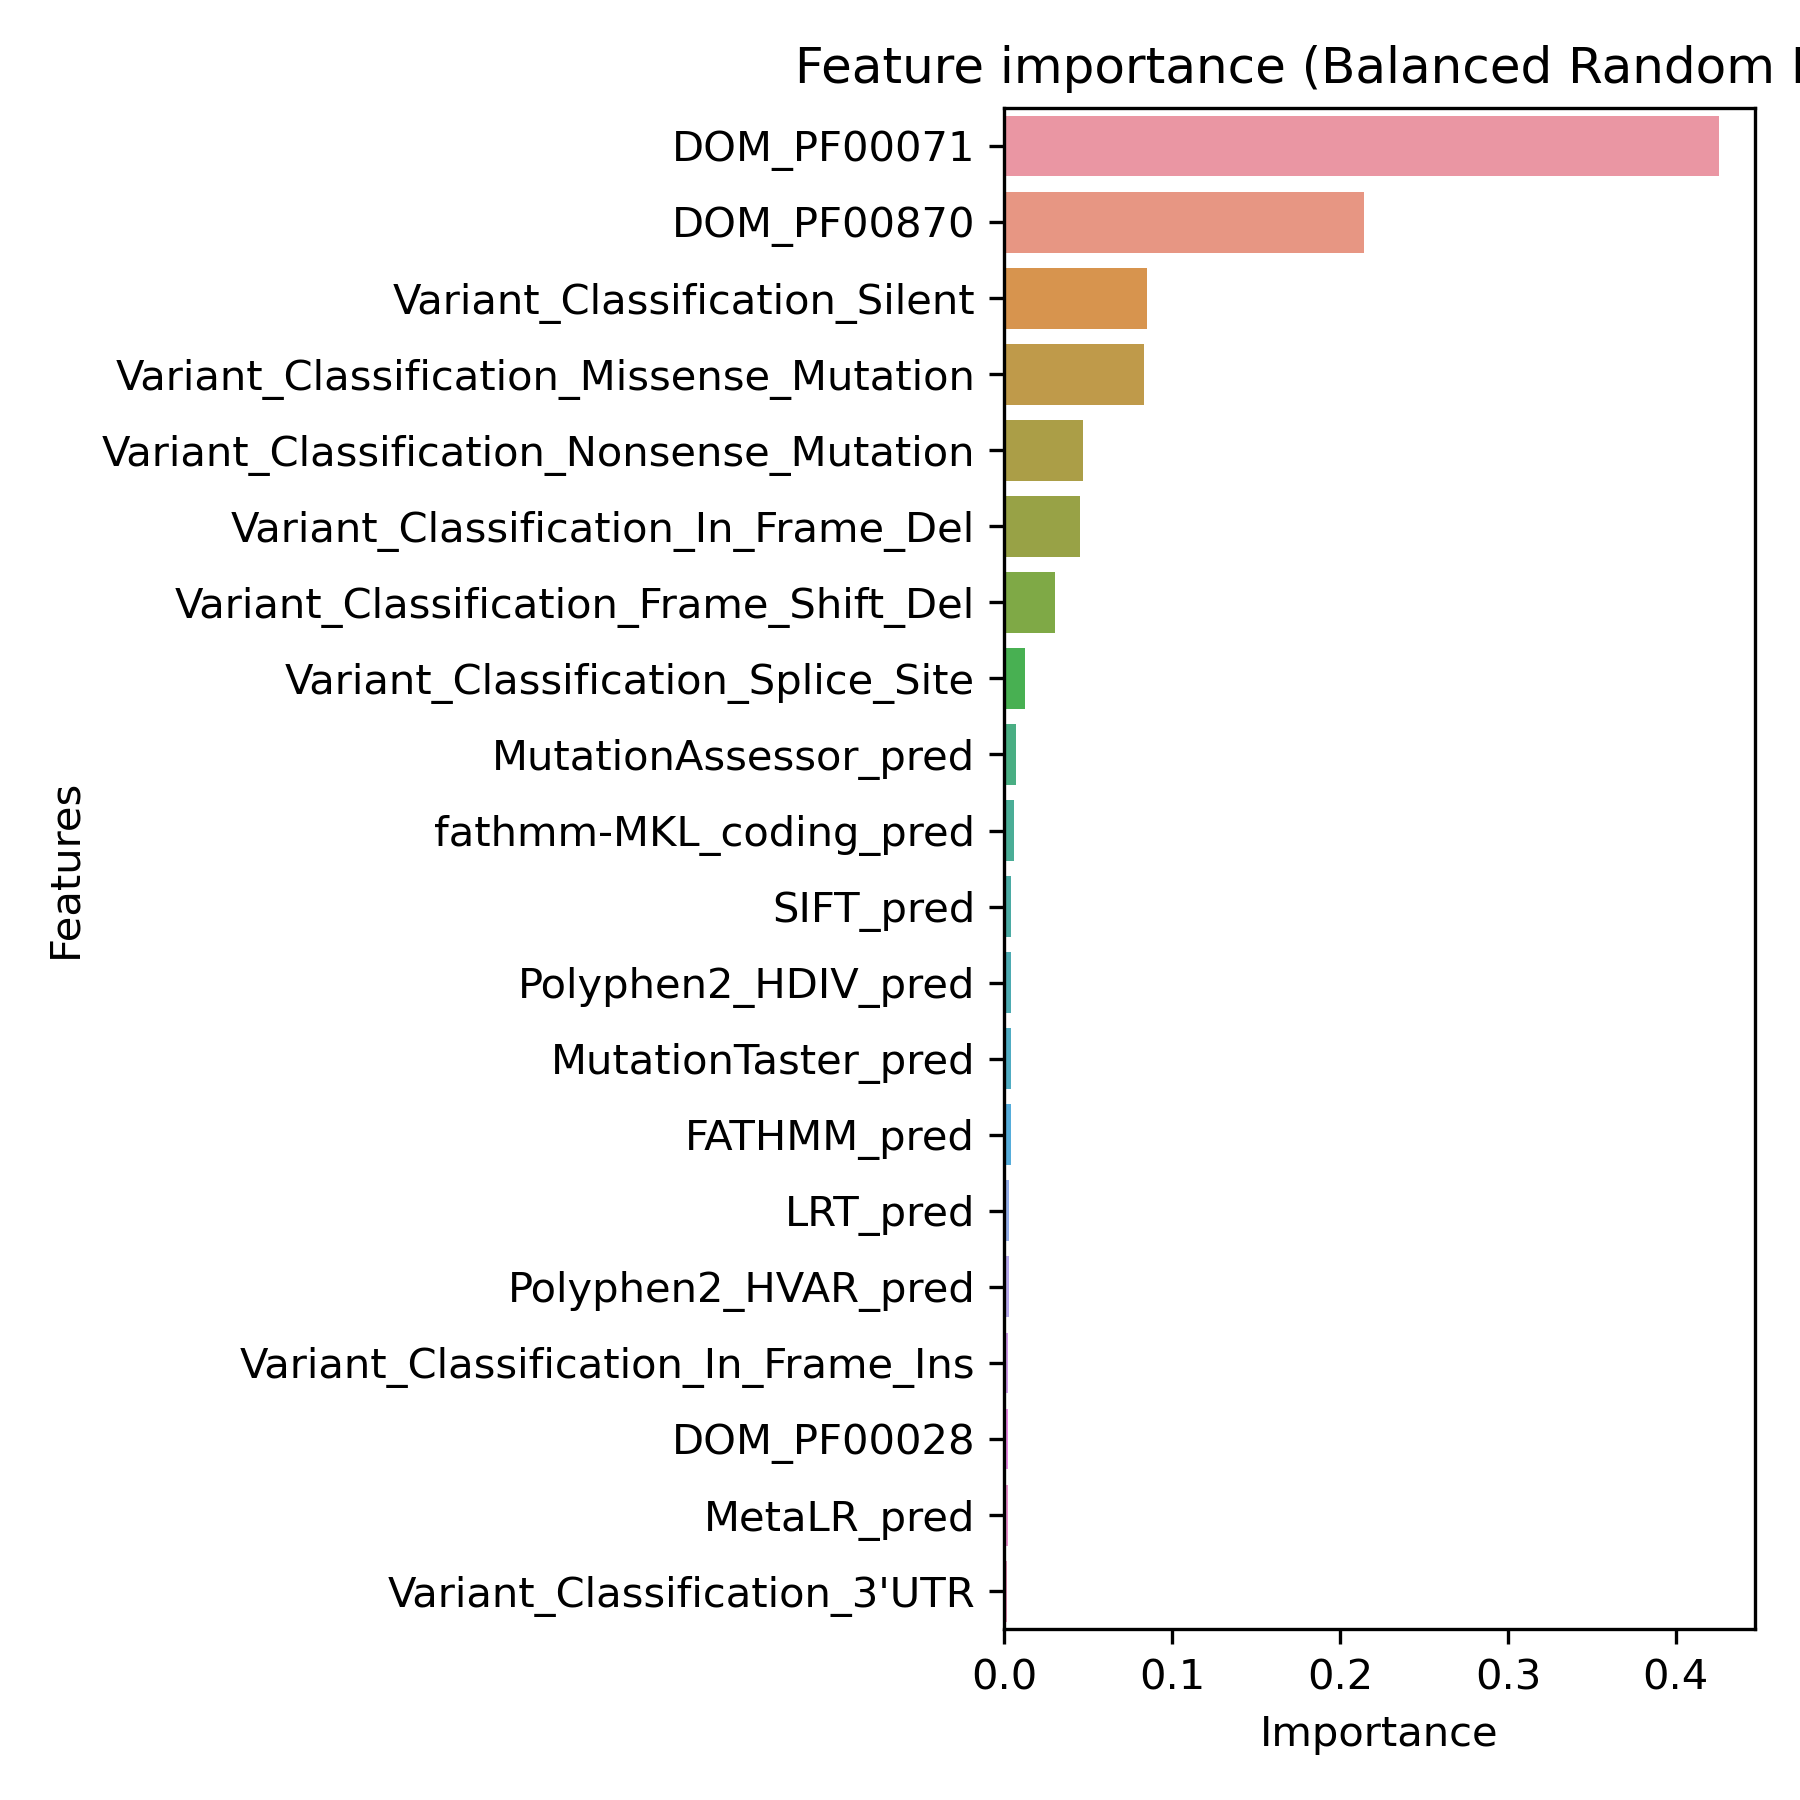 Feature importance (Balanced Random
DOM_PF00071
DOM_PF00870
Variant_Classification_Silent
Variant_Classification_Missense_Mutation
Variant_Classification_Nonsense_Mutation
Variant_Classification_In_Frame_Del
Variant_Classification_Frame_Shift_Del
Variant_Classification_Splice_Site
MutationAssessor_pred
fathmm-MKL_coding_pred
SIFT_pred
Polyphen2_HDIV_pred
MutationTaster_pred
FATHMM_pred
LRT_pred
Polyphen2_HVAR_pred
Variant_Classification_In_Frame_Ins
DOM_PF00028
MetaLR_pred
Variant_Classification_3'UTR
Features
0.0 0.1 0.2 0.3 0.4
Importance